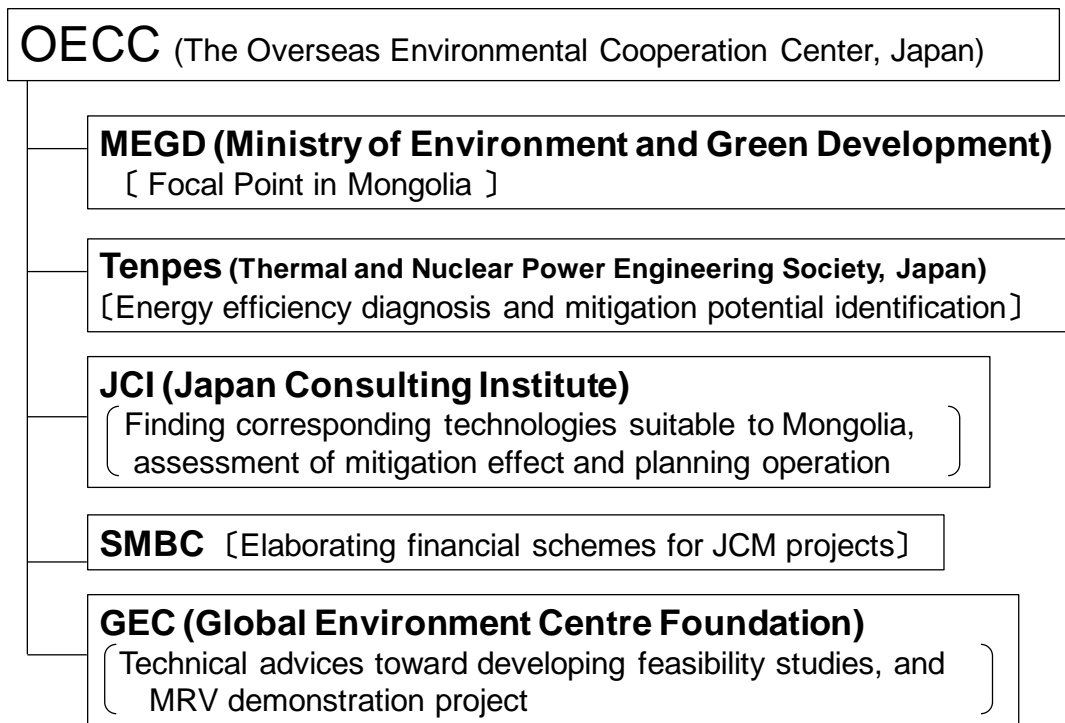 OECC (The Overseas Environmental Cooperation Center, Japan)
MEGD (Ministry of Environment and Green Development)
〔 Focal Point in Mongolia 〕
Tenpes (Thermal and Nuclear Power Engineering Society, Japan)
〔Energy efficiency diagnosis and mitigation potential identification〕
JCI (Japan Consulting Institute)
Finding corresponding technologies suitable to Mongolia,
assessment of mitigation effect and planning operation
SMBC 〔Elaborating financial schemes for JCM projects〕
GEC (Global Environment Centre Foundation)
Technical advices toward developing feasibility studies, and
MRV demonstration project